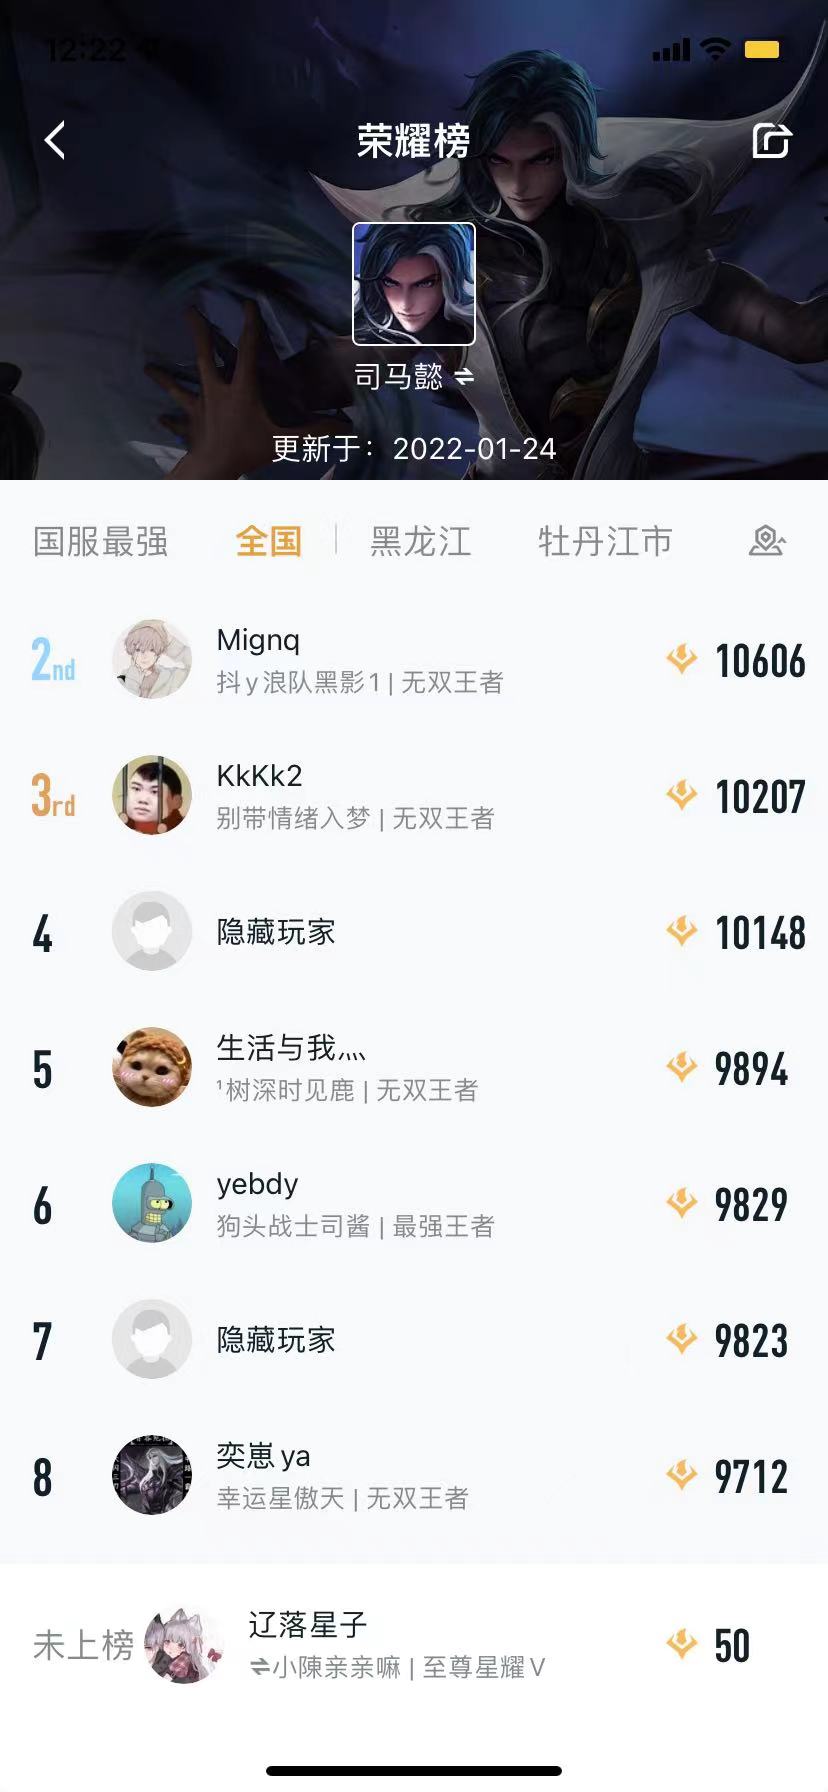 12:22
荣耀榜
司马懿 ⇌
更新于：2022-01-24
国服最强 全国 黑龙江 牡丹江市
2nd Mignq 10606
抖y浪队黑影1 | 无双王者
3rd KkKk2 10207
别带情绪入梦 | 无双王者
4 隐藏玩家 10148
5 生活与我灬 9894
¹树深时见鹿 | 无双王者
6 yebdy 9829
狗头战士司酱 | 最强王者
7 隐藏玩家 9823
8 奕崽ya 9712
幸运星傲天 | 无双王者
未上榜 辽落星子 50
⇌小陳亲亲嘛 | 至尊星耀V